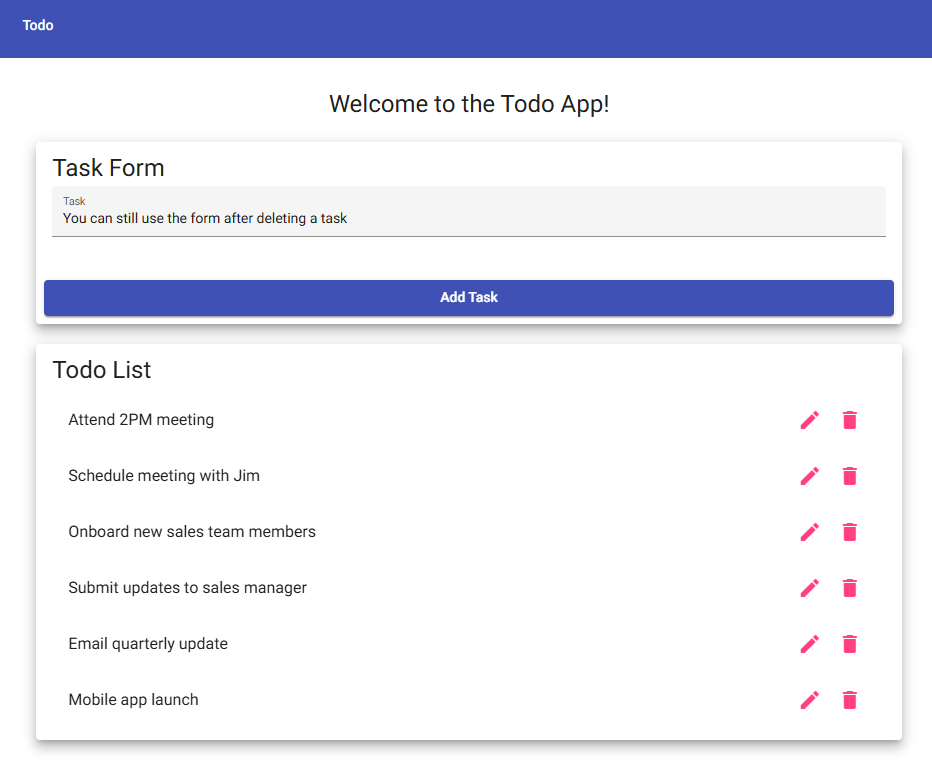 Todo
Welcome to the Todo App!
Task Form
Task
You can still use the form after deleting a task
Add Task
Todo List
Attend 2PM meeting
Schedule meeting with Jim
Onboard new sales team members
Submit updates to sales manager
Email quarterly update
Mobile app launch